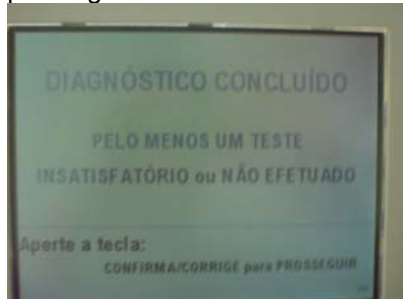 DIAGNÓSTICO CONCLUÍDO
PELO MENOS UM TESTE
INSATISFATÓRIO ou NÃO EFETUADO
Aperte a tecla:
CONFIRMA/CORRIGE para PROSSEGUIR